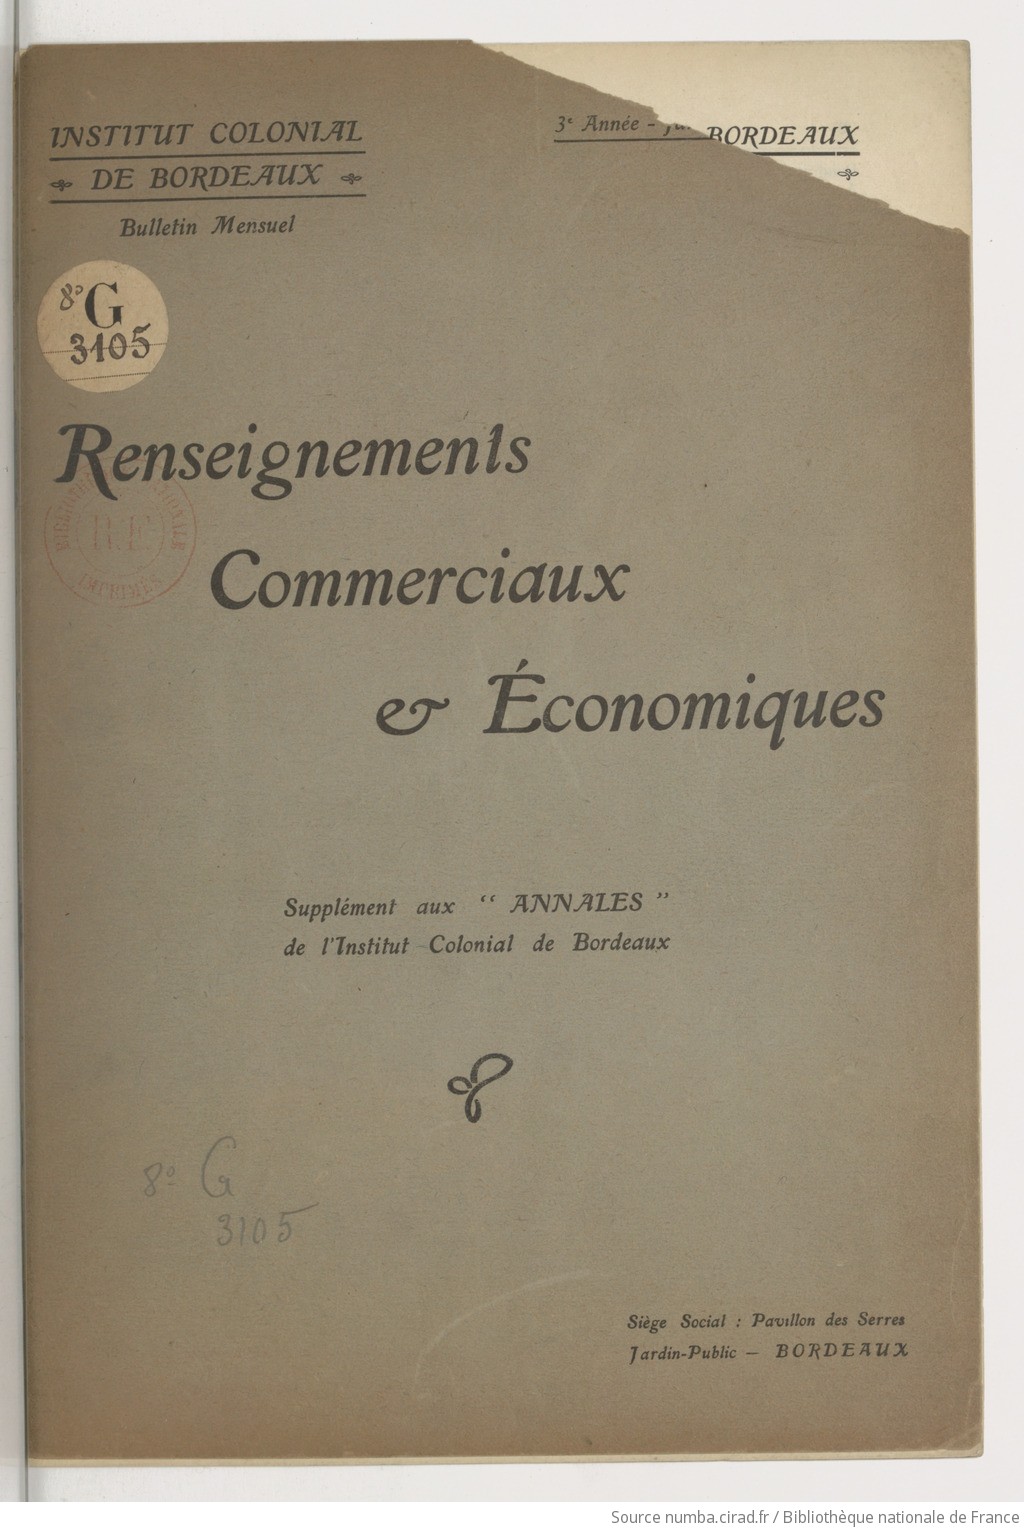 INSTITUT COLONIAL
DE BORDEAUX
Bulletin Mensuel
3e Année -
BORDEAUX
8° G
3105
Renseignements
Commerciaux
& Économiques
Supplément aux “ ANNALES ”
de l'Institut Colonial de Bordeaux
8° G
3105
Siège Social : Pavillon des Serres
Jardin-Public — BORDEAUX
Source numba.cirad.fr / Bibliothèque nationale de France